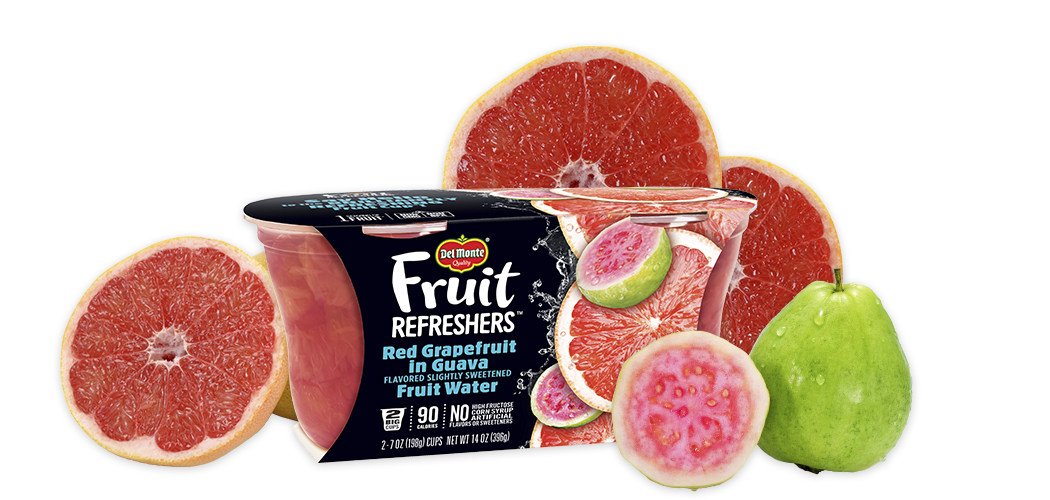 1
FRUIT
Del Monte
Quality
Fruit
REFRESHERS™
Red Grapefruit
in Guava
FLAVORED SLIGHTLY SWEETENED
Fruit Water
2 BIG CUPS
90 CALORIES
NO HIGH FRUCTOSE CORN SYRUP ARTIFICIAL FLAVORS OR SWEETENERS
2-7 OZ (198g) CUPS NET WT 14 OZ (396g)